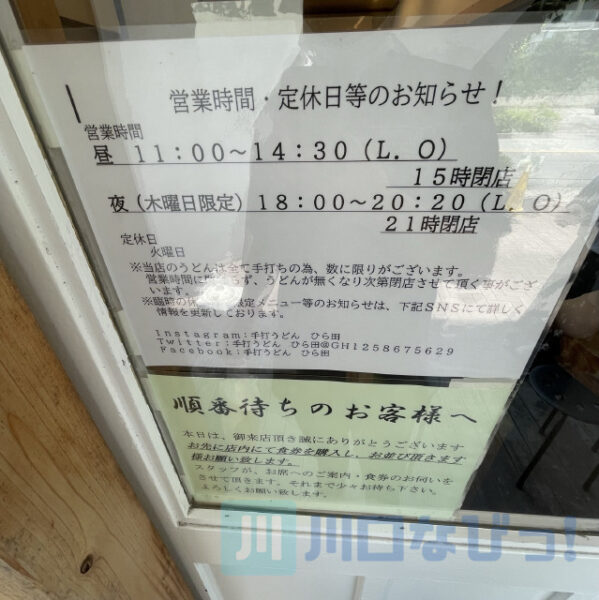 営業時間・定休日等のお知らせ！
営業時間
昼 11：00～14：30（L．O）
15時閉店
夜（木曜日限定）18：00～20：20（L．O）
21時閉店
定休日
火曜日
※当店のうどんは全て手打ちの為、数に限りがございます。
営業時間に らず、うどんが無くなり次第閉店させて頂く事がござ
います。
※臨時の休 限定メニュー等のお知らせは、下記SNSにて詳しく
情報を更新しております。
Instagram：手打うどん ひら田
Twitter：手打うどん ひら田@GH1258675629
Facebook：手打うどん ひら田
順番待ちのお客様へ
本日は、御来店頂き誠にありがとうございます
お先に店内にて食券を購入し、お並び頂きます
様お願い致します。
スタッフが、お席へのご案内・食券のお伺いを
させて頂きます。それまで少々お待ち下さい。
よろしくお願い致します。
川 川口なびっ！